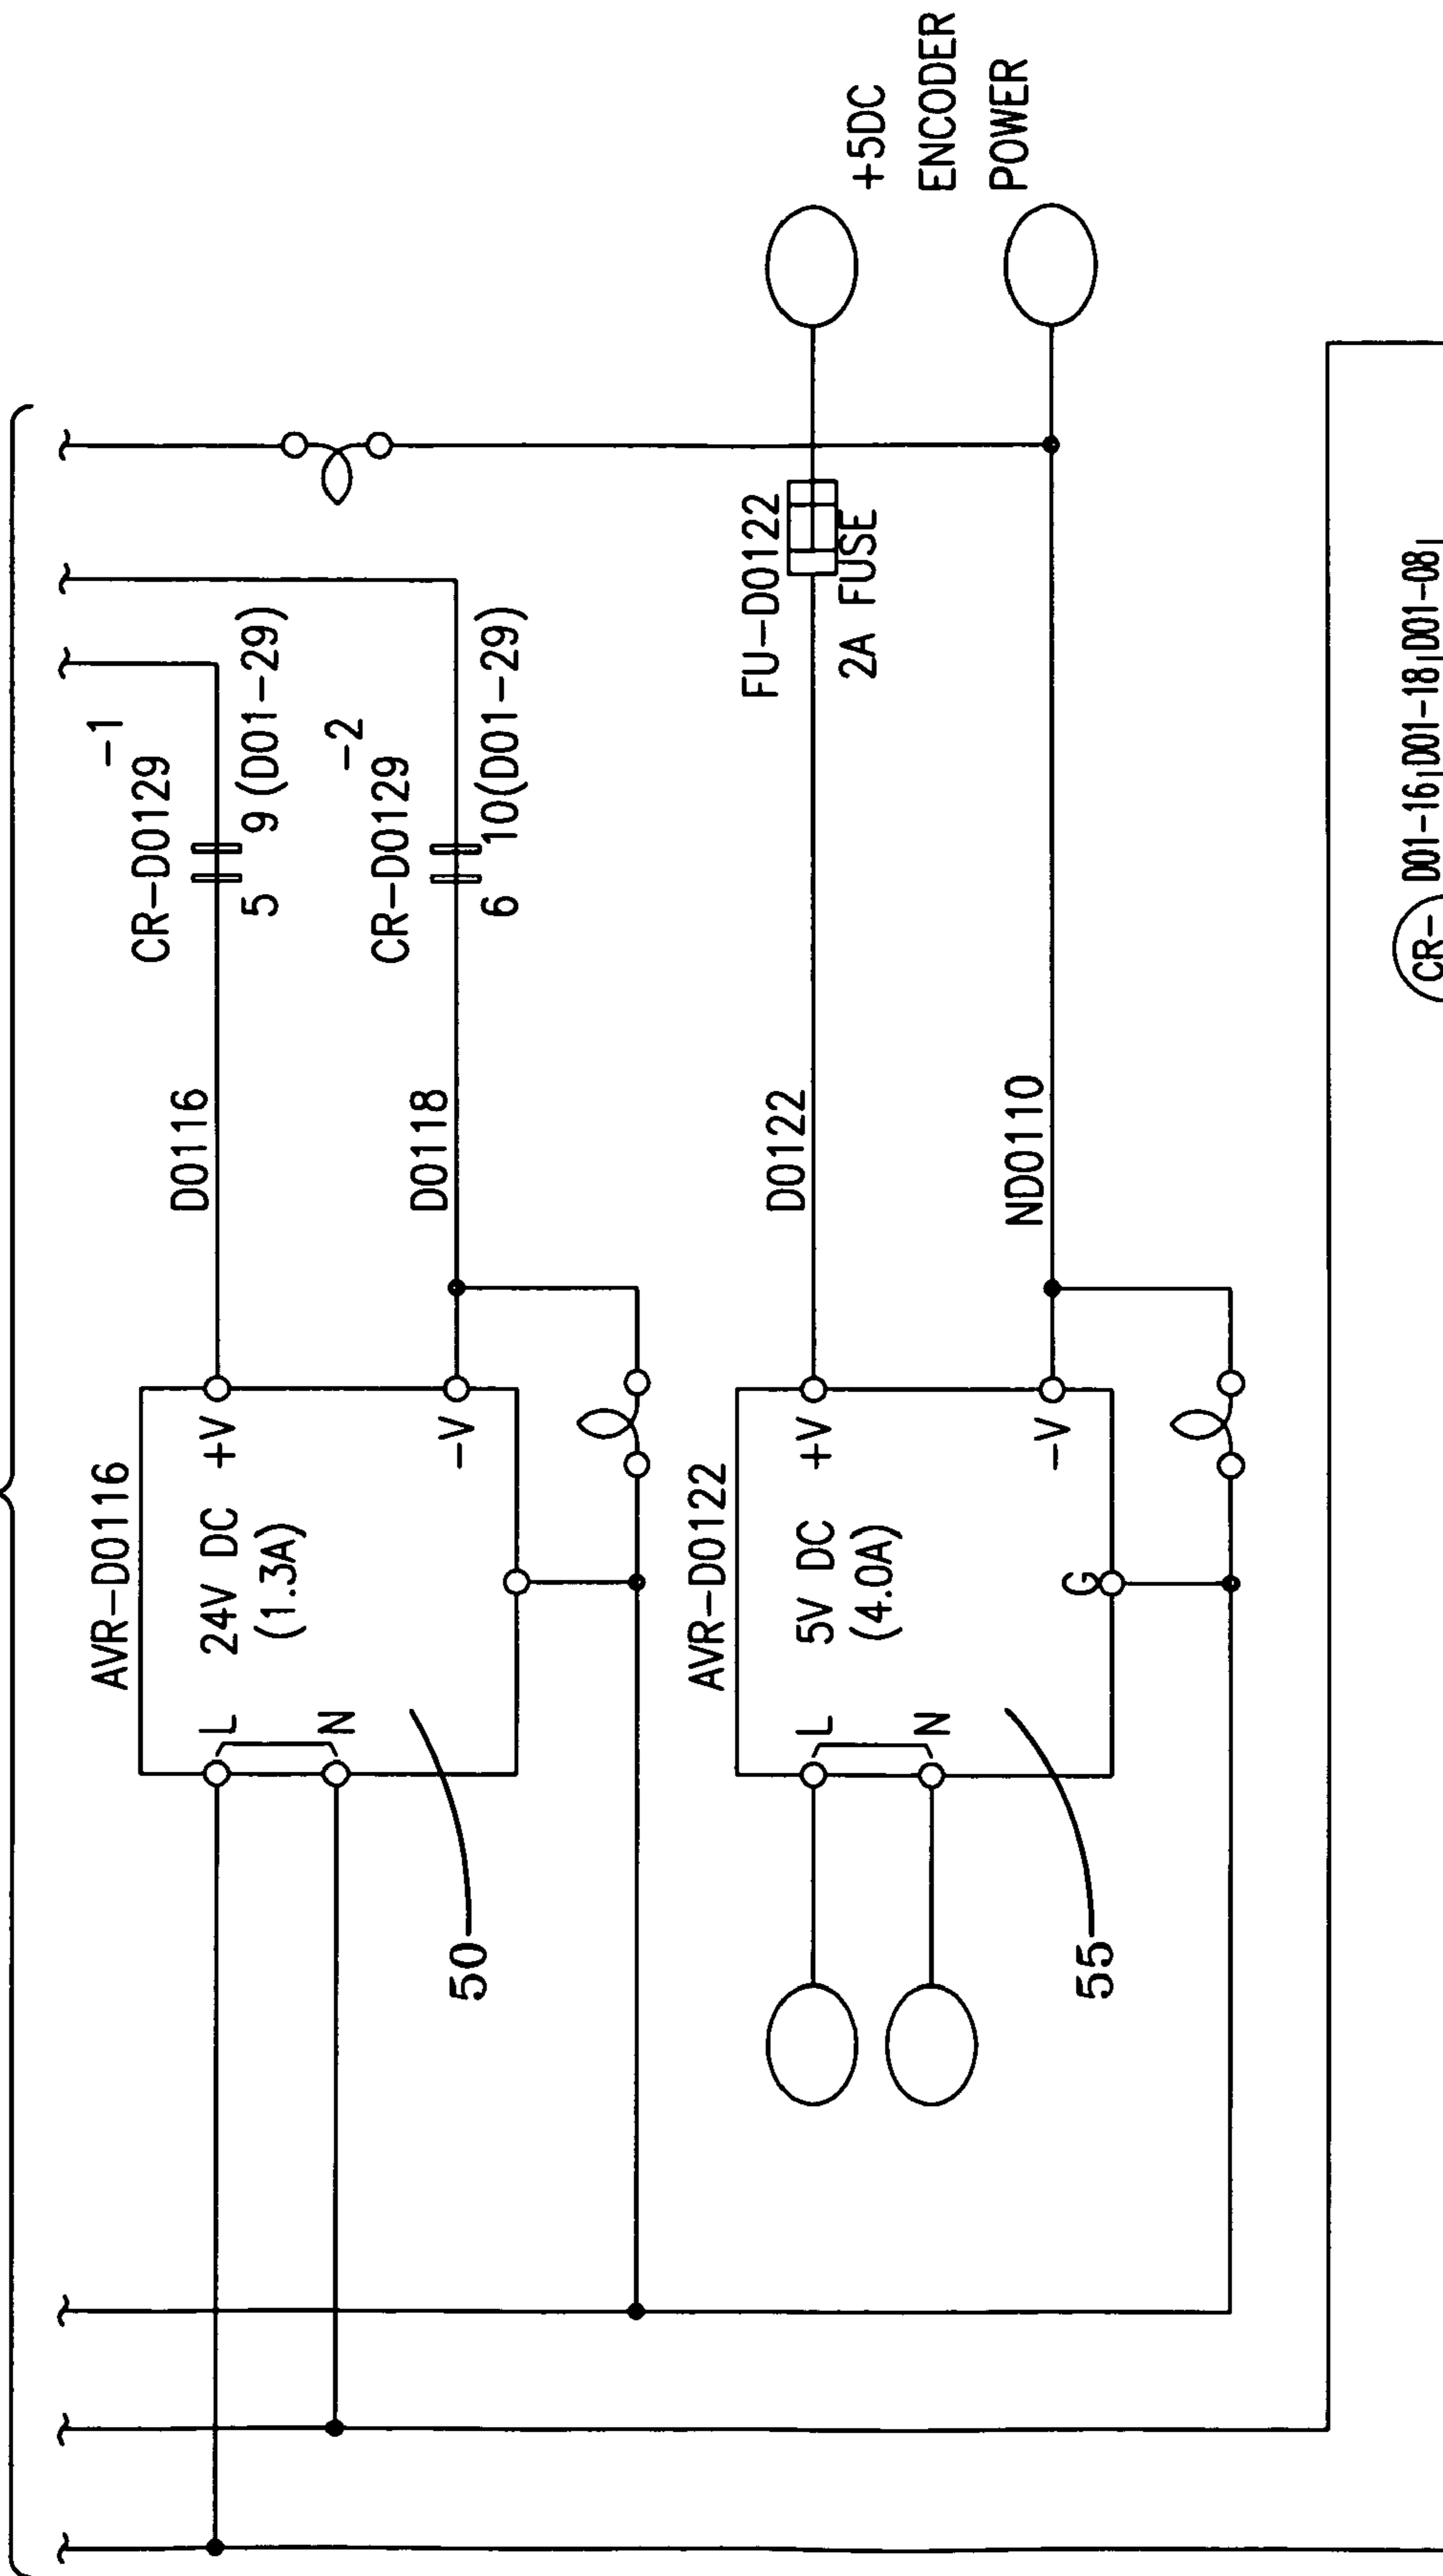 AVR-D0116
L
N
24V DC
(1.3A)
+V
-V
50
D0116
CR-D0129
-1
5
9 (D01-29)
D0118
CR-D0129
-2
6
10(D01-29)
AVR-D0122
L
N
5V DC
(4.0A)
+V
-V
G
55
D0122
FU-D0122
2A FUSE
ND0110
+5DC
ENCODER
POWER
CR-
D01-16,D01-18,D01-08,